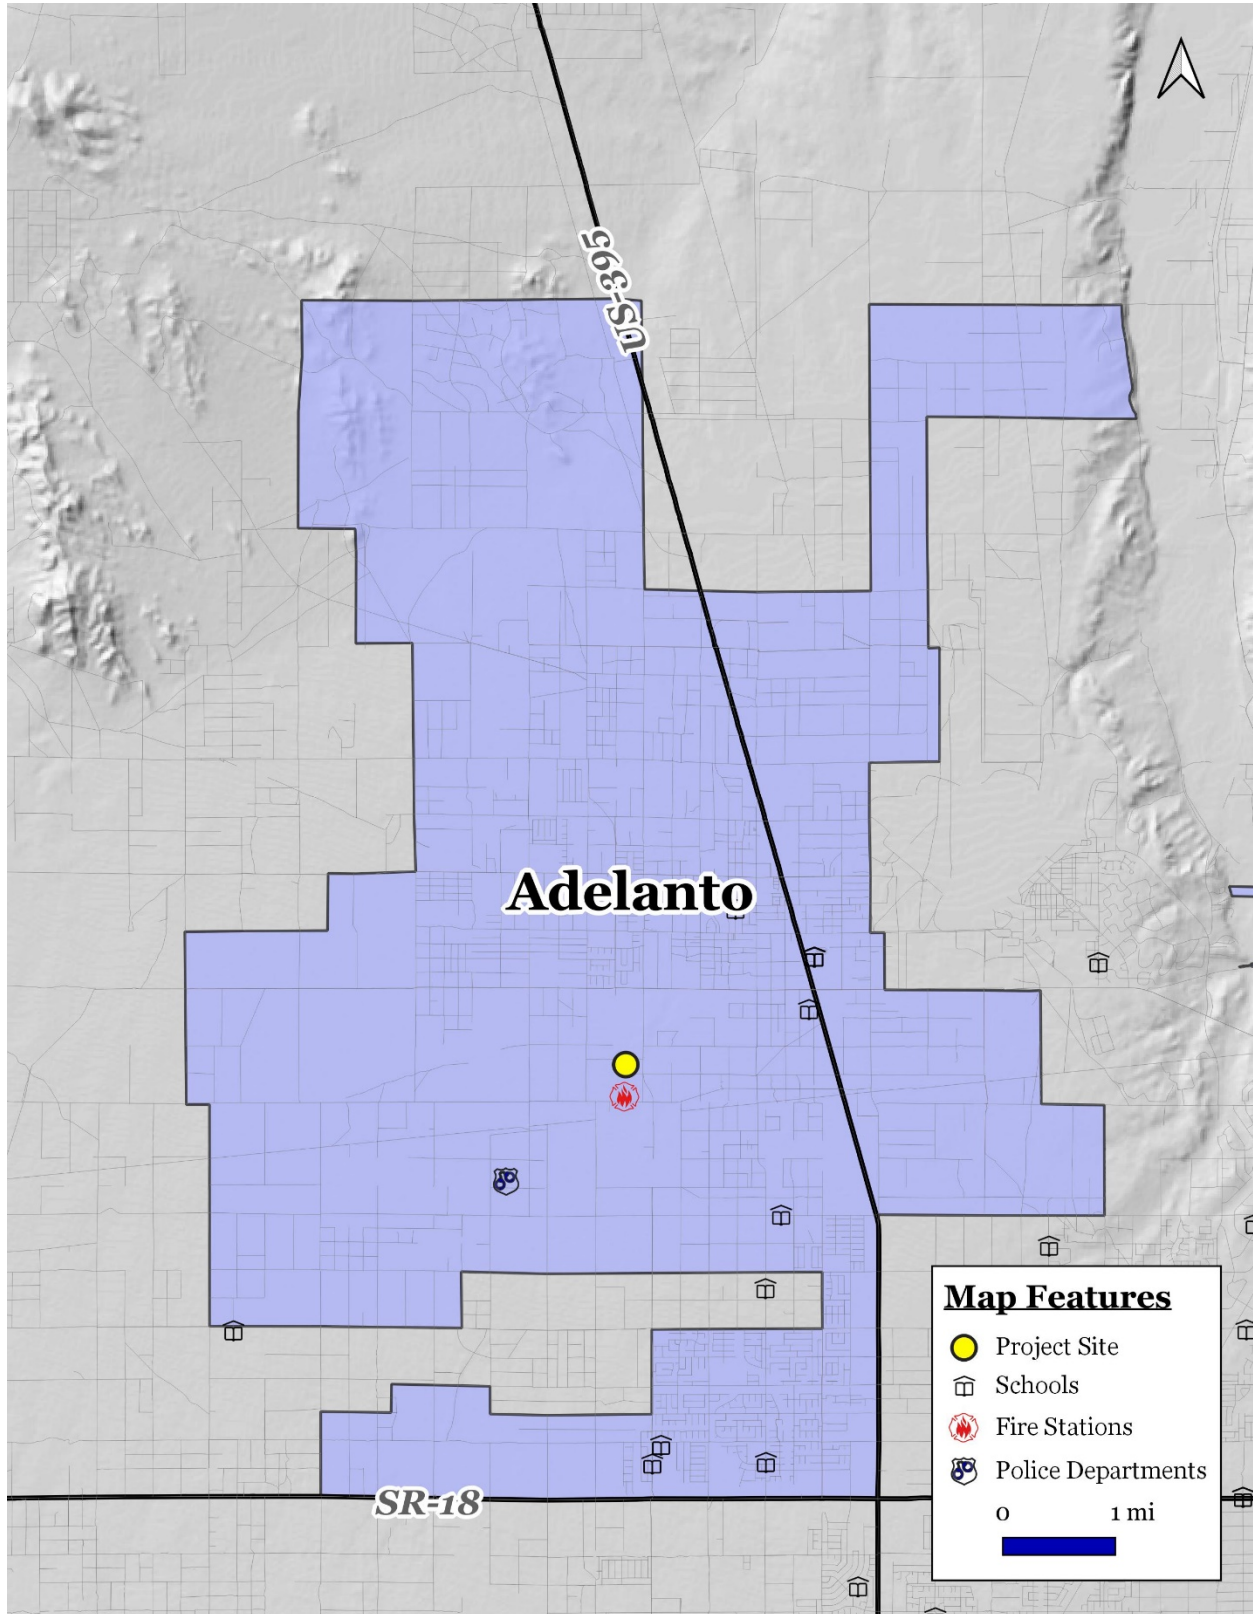 US-395
Adelanto
SR-18
Map Features
Project Site
Schools
Fire Stations
Police Departments
0 1 mi